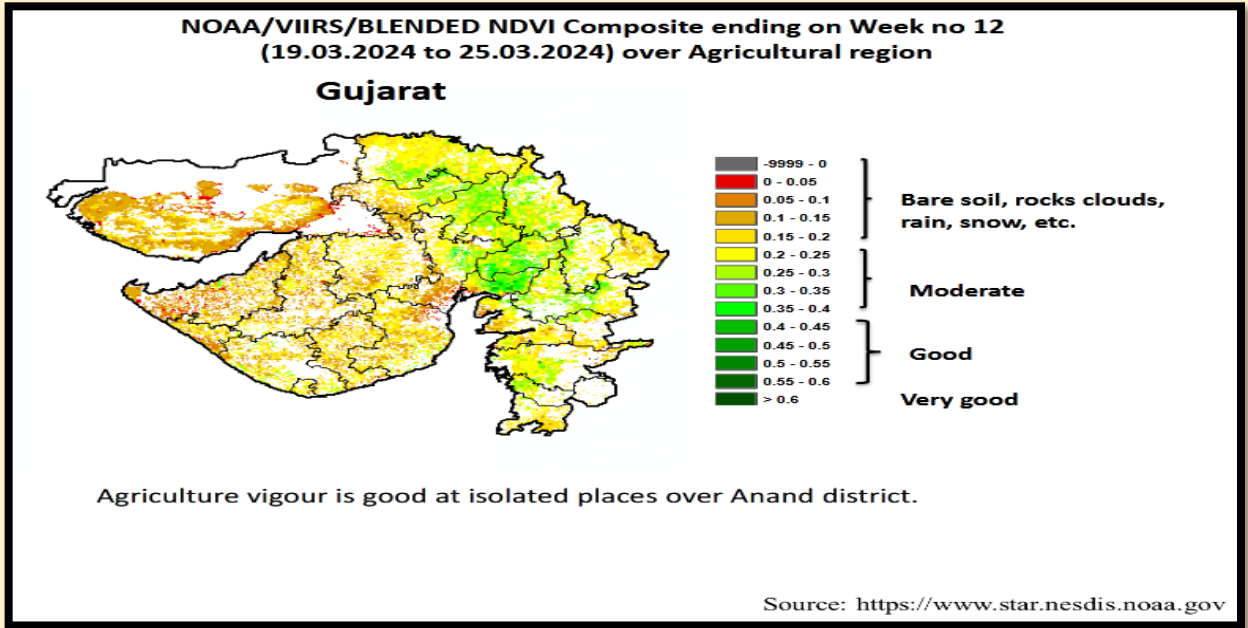 NOAA/VIIRS/BLENDED NDVI Composite ending on Week no 12
(19.03.2024 to 25.03.2024) over Agricultural region
Gujarat
-9999 - 0
0 - 0.05
0.05 - 0.1
0.1 - 0.15
0.15 - 0.2
0.2 - 0.25
0.25 - 0.3
0.3 - 0.35
0.35 - 0.4
0.4 - 0.45
0.45 - 0.5
0.5 - 0.55
0.55 - 0.6
> 0.6
Bare soil, rocks clouds,
rain, snow, etc.
Moderate
Good
Very good
Agriculture vigour is good at isolated places over Anand district.
Source: https://www.star.nesdis.noaa.gov